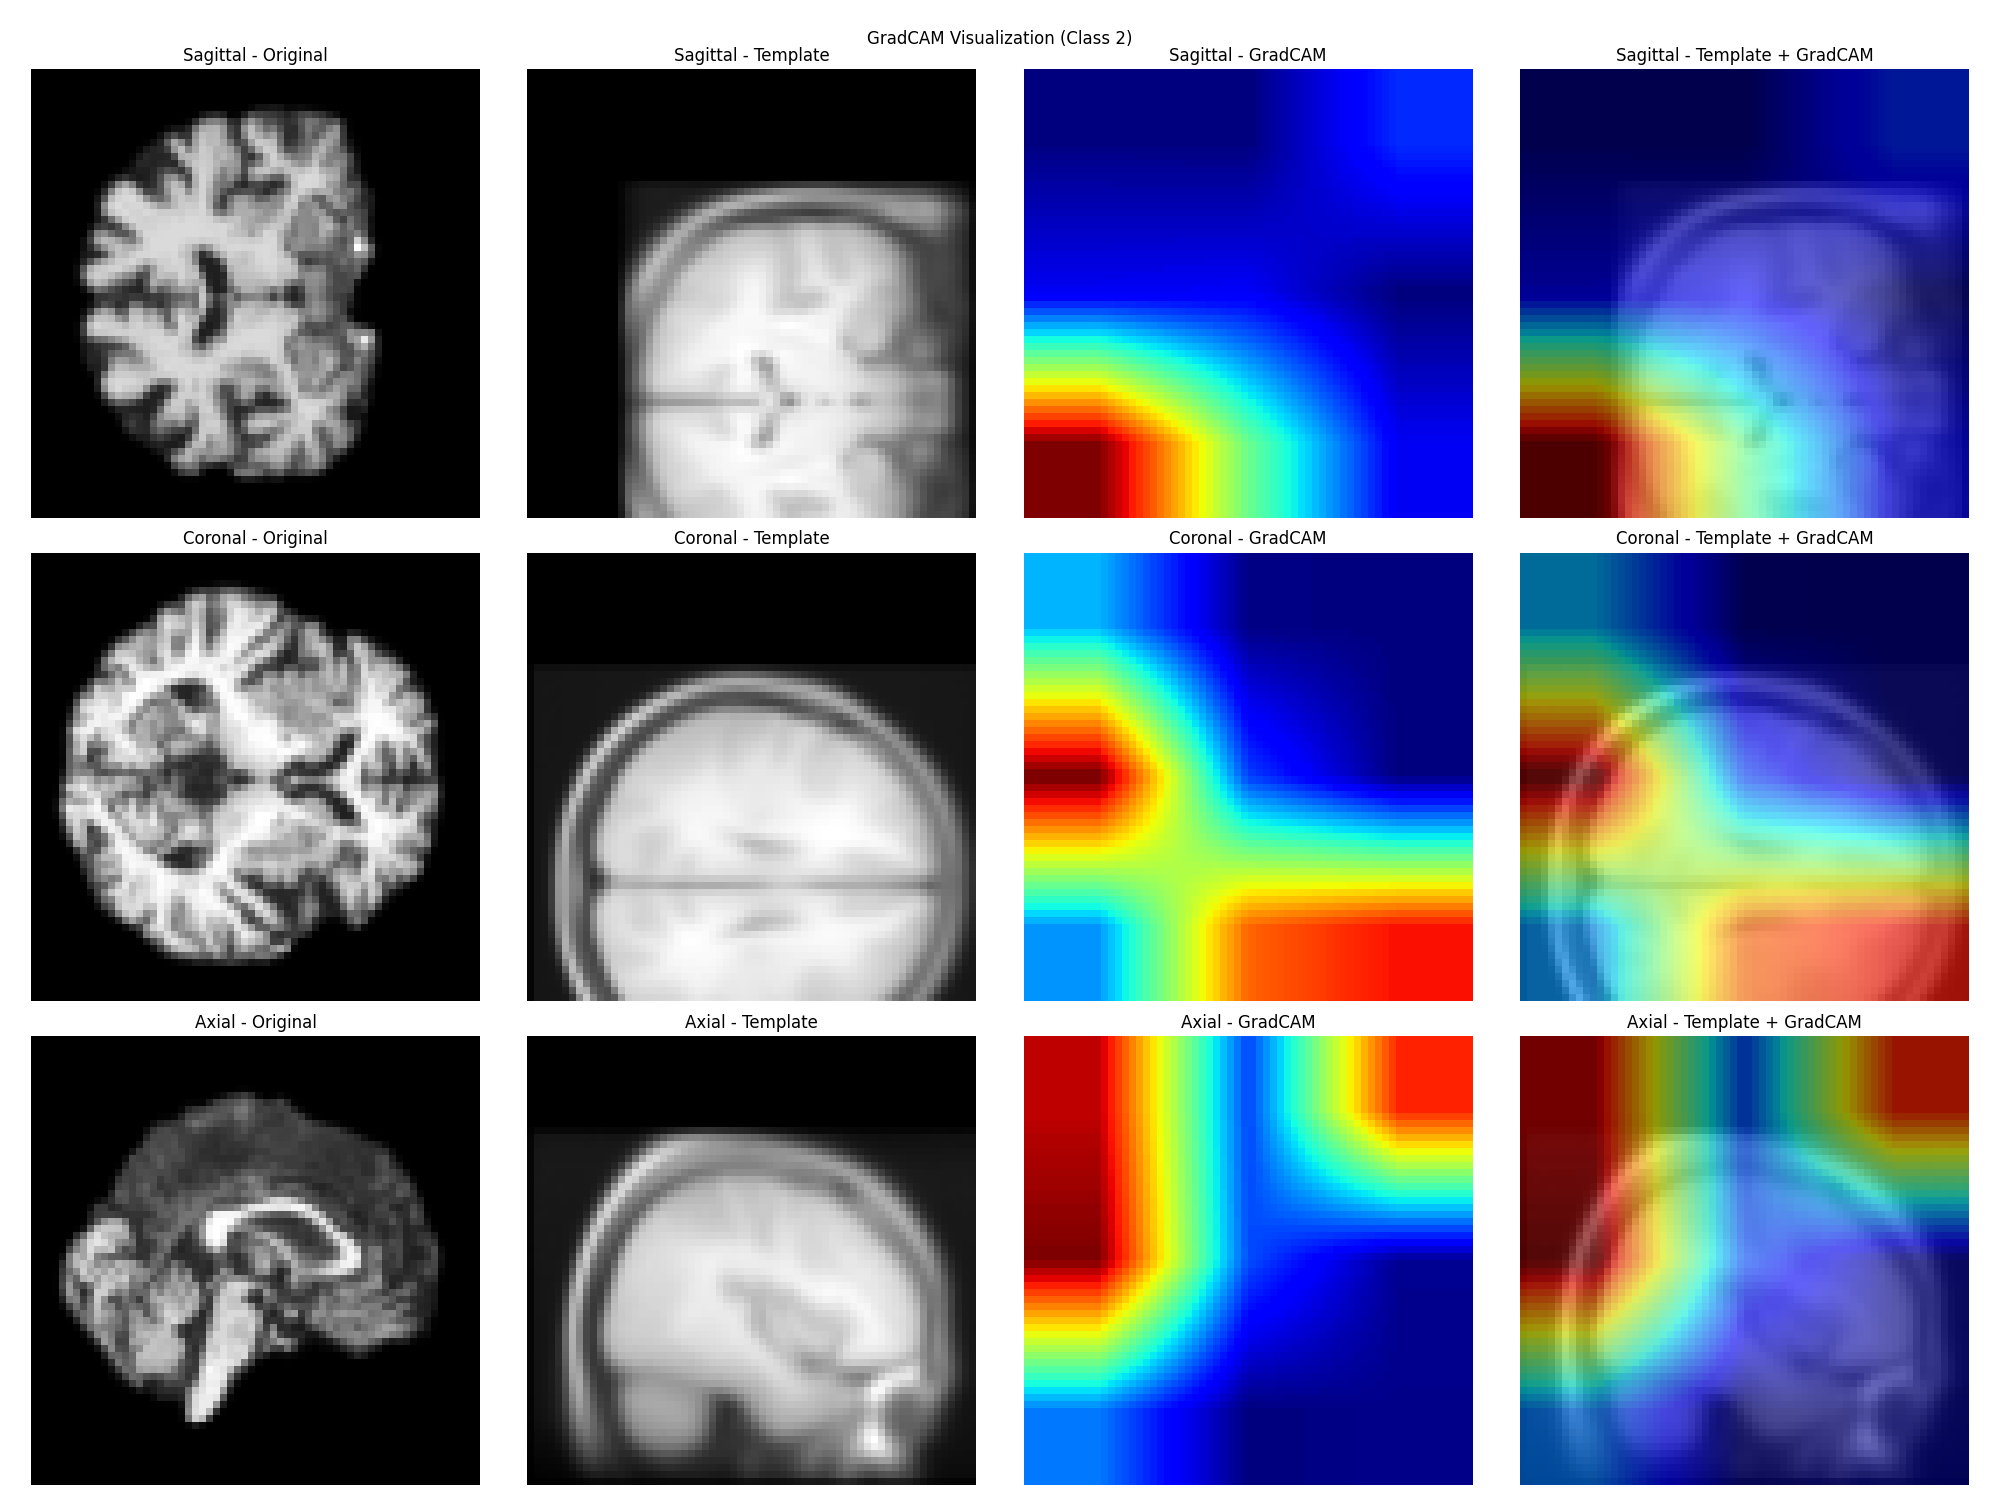 GradCAM Visualization (Class 2)
Sagittal - Original
Sagittal - Template
Sagittal - GradCAM
Sagittal - Template + GradCAM
Coronal - Original
Coronal - Template
Coronal - GradCAM
Coronal - Template + GradCAM
Axial - Original
Axial - Template
Axial - GradCAM
Axial - Template + GradCAM